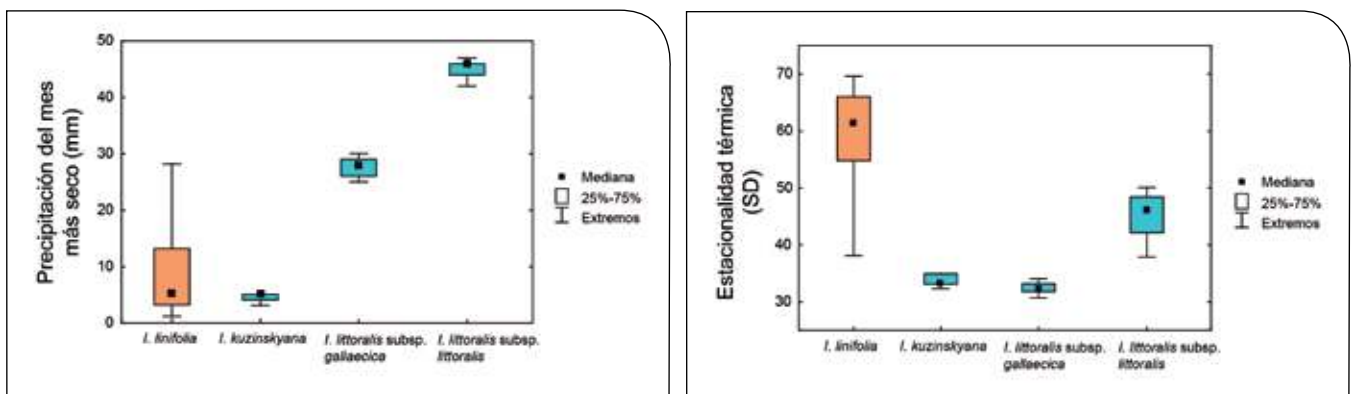 Precipitación del mes
más seco (mm)
50
40
30
20
10
0
I. linifolia
I. kuzinskyana
I. littoralis subsp.
gallaecica
I. littoralis subsp.
littoralis
Mediana
25%-75%
Extremos
Estacionalidad térmica
(SD)
70
60
50
40
30
I. linifolia
I. kuzinskyana
I. littoralis subsp.
gallaecica
I. littoralis subsp.
littoralis
Mediana
25%-75%
Extremos